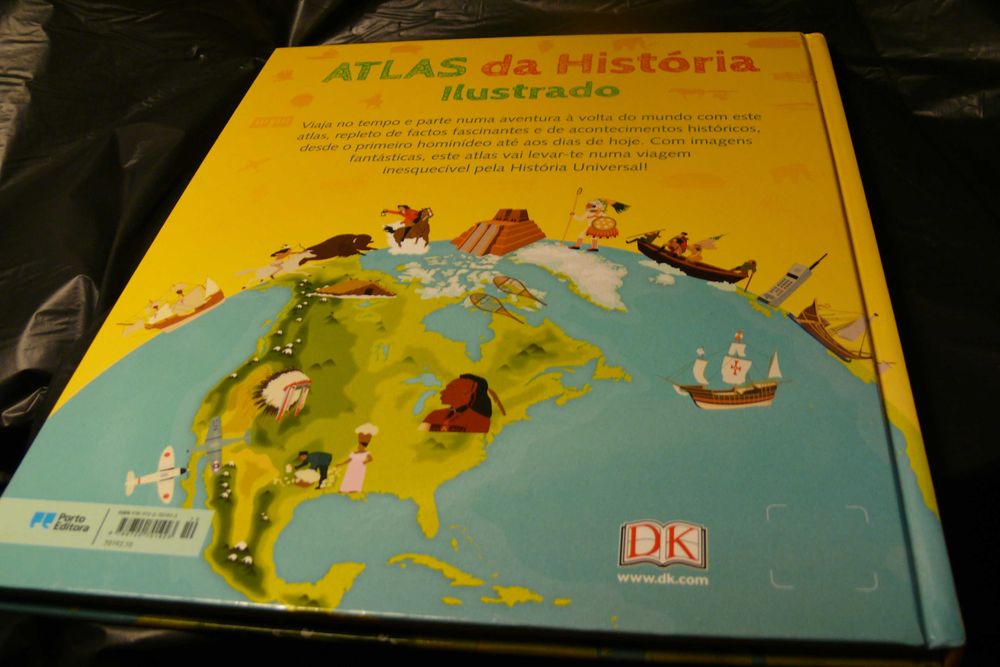 ATLAS da História
Ilustrado
Viaja no tempo e parte numa aventura à volta do mundo com este
atlas, repleto de factos fascinantes e de acontecimentos históricos,
desde o primeiro hominídeo até aos dias de hoje. Com imagens
fantásticas, este atlas vai levar-te numa viagem
inesquecível pela História Universal!
Porto
Editora
DK
www.dk.com